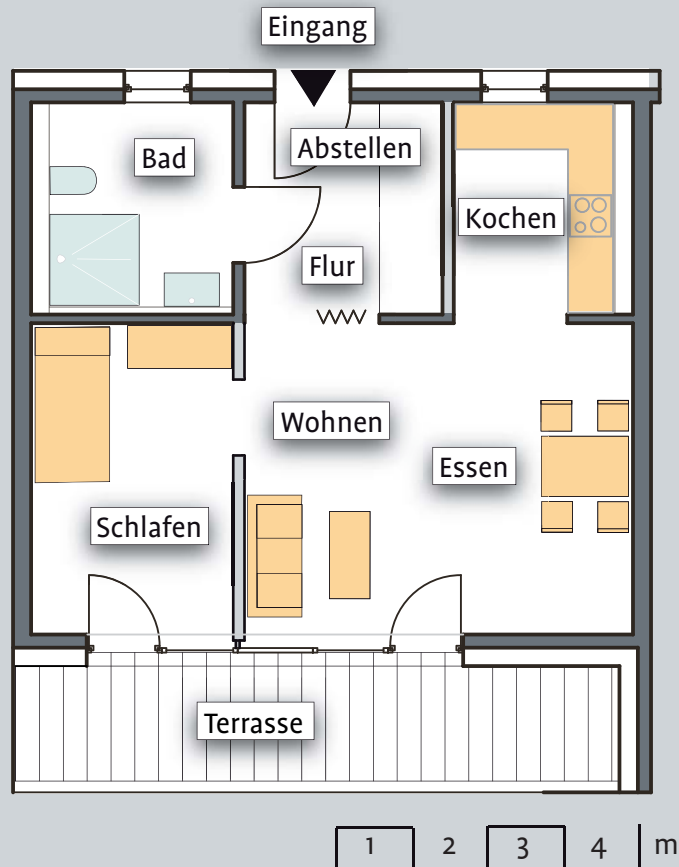 Eingang
Bad
Abstellen
Kochen
Flur
Wohnen
Essen
Schlafen
Terrasse
1 2 3 4 m